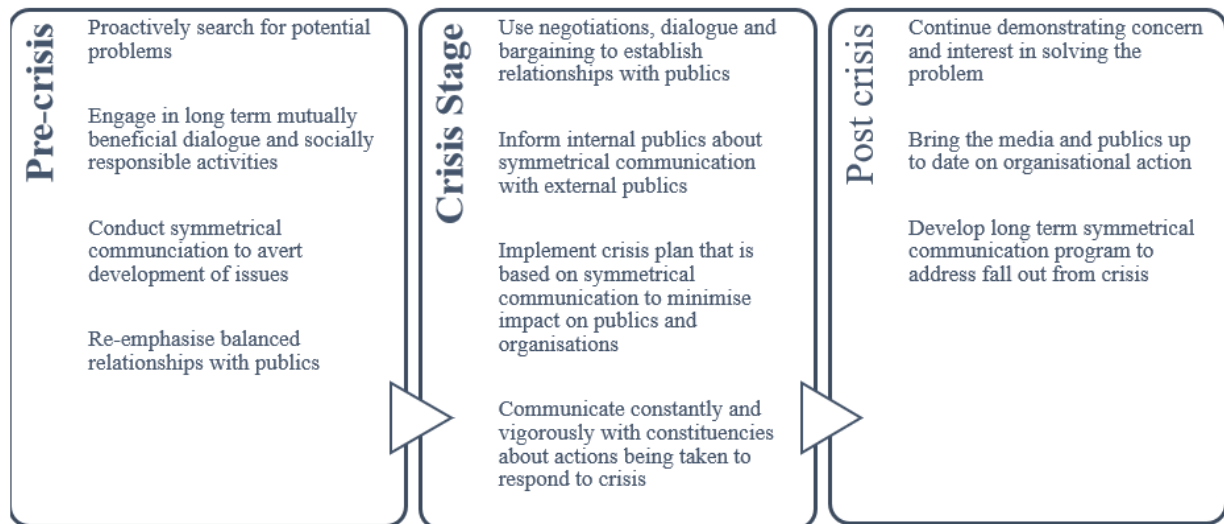 Pre-crisis
Proactively search for potential
problems
Engage in long term mutually
beneficial dialogue and socially
responsible activities
Conduct symmetrical
communciation to avert
development of issues
Re-emphasise balanced
relationships with publics
Crisis Stage
Use negotiations, dialogue and
bargaining to establish
relationships with publics
Inform internal publics about
symmetrical communication
with external publics
Implement crisis plan that is
based on symmetrical
communication to minimise
impact on publics and
organisations
Communicate constantly and
vigorously with constituencies
about actions being taken to
respond to crisis
Post crisis
Continue demonstrating concern
and interest in solving the
problem
Bring the media and publics up
to date on organisational action
Develop long term symmetrical
communication program to
address fall out from crisis